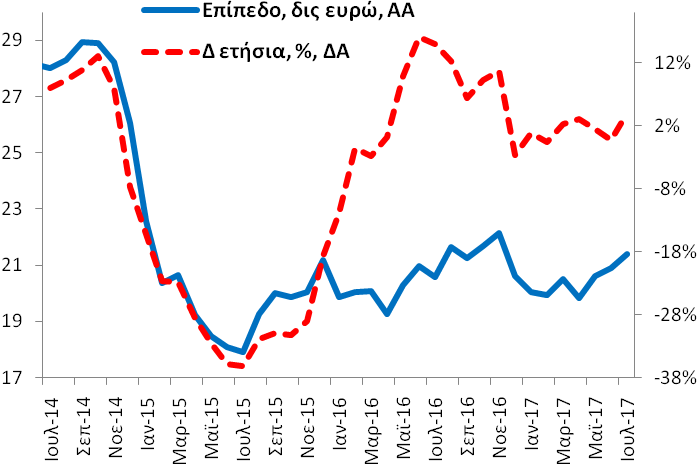 Επίπεδο, δις ευρώ, ΑΑ
Δ ετήσια, %, ΔΑ
29
27
25
23
21
19
17
12%
2%
-8%
-18%
-28%
-38%
Ιουλ-14
Σεπ-14
Νοε-14
Ιαν-15
Μαρ-15
Μαϊ-15
Ιουλ-15
Σεπ-15
Νοε-15
Ιαν-16
Μαρ-16
Μαϊ-16
Ιουλ-16
Σεπ-16
Νοε-16
Ιαν-17
Μαρ-17
Μαϊ-17
Ιουλ-17